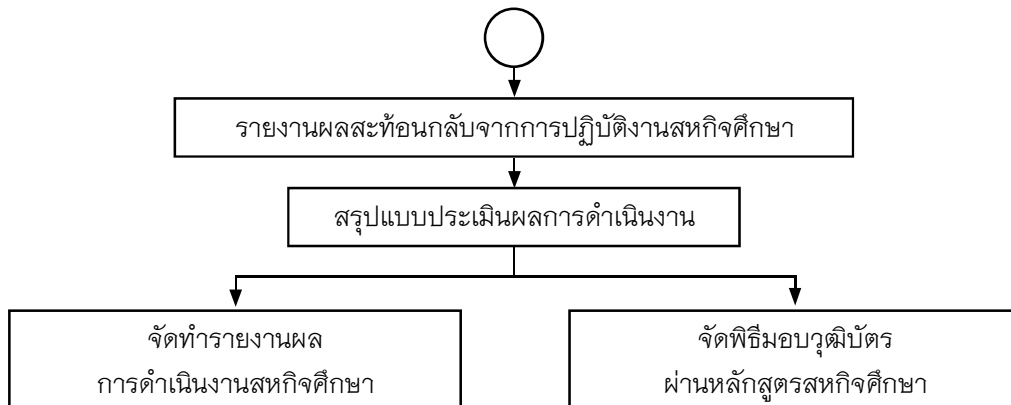 รายงานผลสะท้อนกลับจากการปฏิบัติงานสหกิจศึกษา
สรุปแบบประเมินผลการดำเนินงาน
จัดทำรายงานผล
การดำเนินงานสหกิจศึกษา
จัดพิธีมอบวุฒิบัตร
ผ่านหลักสูตรสหกิจศึกษา